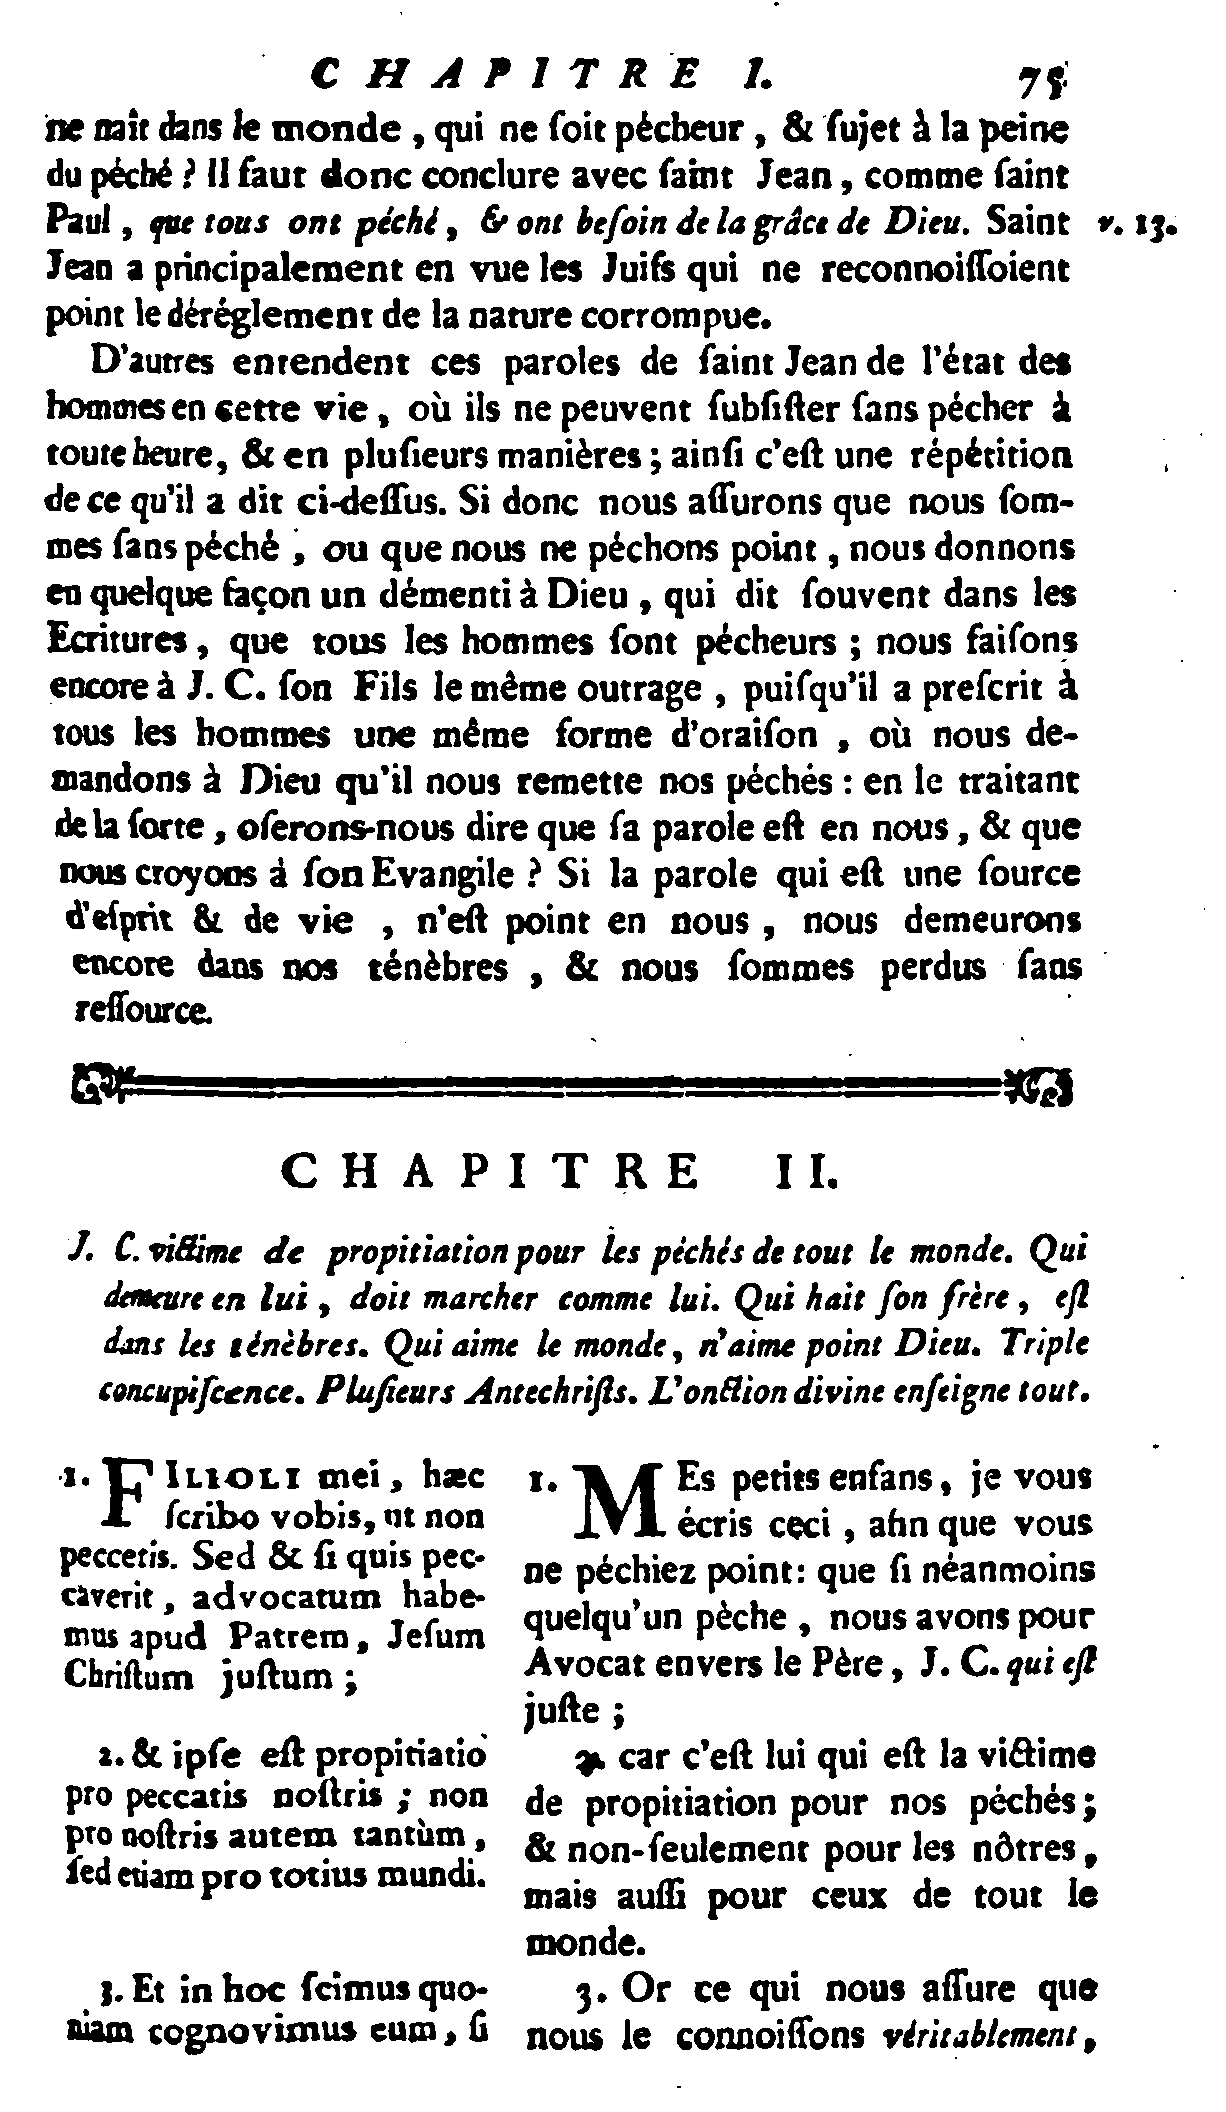 CHAPITRE I. 75
ne naît dans le monde, qui ne ſoit pécheur, & ſujet à la peine
du péché ? Il faut donc conclure avec ſaint Jean, comme ſaint
Paul, que tous ont péché, & ont beſoin de la grâce de Dieu. Saint v. 13.
Jean a principalement en vue les Juifs qui ne reconnoiſſoient
point le déréglement de la nature corrompue.
D'autres entendent ces paroles de ſaint Jean de l'état des
hommes en cette vie, où ils ne peuvent ſubſiſter ſans pécher à
toute heure, & en pluſieurs manières ; ainſi c'eſt une répétition
de ce qu'il a dit ci-deſſus. Si donc nous aſſurons que nous ſom-
mes ſans péché, ou que nous ne péchons point, nous donnons
en quelque façon un démenti à Dieu, qui dit ſouvent dans les
Ecritures, que tous les hommes ſont pécheurs ; nous faiſons
encore à J. C. ſon Fils le même outrage, puiſqu'il a preſcrit à
tous les hommes une même forme d'oraiſon, où nous de-
mandons à Dieu qu'il nous remette nos péchés : en le traitant
de la ſorte, oſerons-nous dire que ſa parole eſt en nous, & que
nous croyons à ſon Evangile ? Si la parole qui eſt une ſource
d'eſprit & de vie, n'eſt point en nous, nous demeurons
encore dans nos ténèbres, & nous ſommes perdus ſans
reſſource.
CHAPITRE II.
J. C. victime de propitiation pour les péchés de tout le monde. Qui
demeure en lui, doit marcher comme lui. Qui hait ſon frère, eſt
dans les ténèbres. Qui aime le monde, n'aime point Dieu. Triple
concupiſcence. Pluſieurs Antechriſts. L'onction divine enſeigne tout.
1. FILIOLI mei, hæc
ſcribo vobis, ut non
peccetis. Sed & ſi quis pec-
caverit, advocatum habe-
mus apud Patrem, Jeſum
Chriſtum juſtum ;
2. & ipſe eſt propitiatio
pro peccatis noſtris ; non
pro noſtris autem tantùm,
ſed etiam pro totius mundi.
3. Et in hoc ſcimus quo-
niam cognovimus eum, ſi
1. MEs petits enfans, je vous
écris ceci, afin que vous
ne péchiez point : que ſi néanmoins
quelqu'un pèche, nous avons pour
Avocat envers le Père, J. C. qui eſt
juſte ;
2. car c'eſt lui qui eſt la victime
de propitiation pour nos péchés ;
& non-ſeulement pour les nôtres,
mais auſſi pour ceux de tout le
monde.
3. Or ce qui nous aſſure que
nous le connoiſſons véritablement,